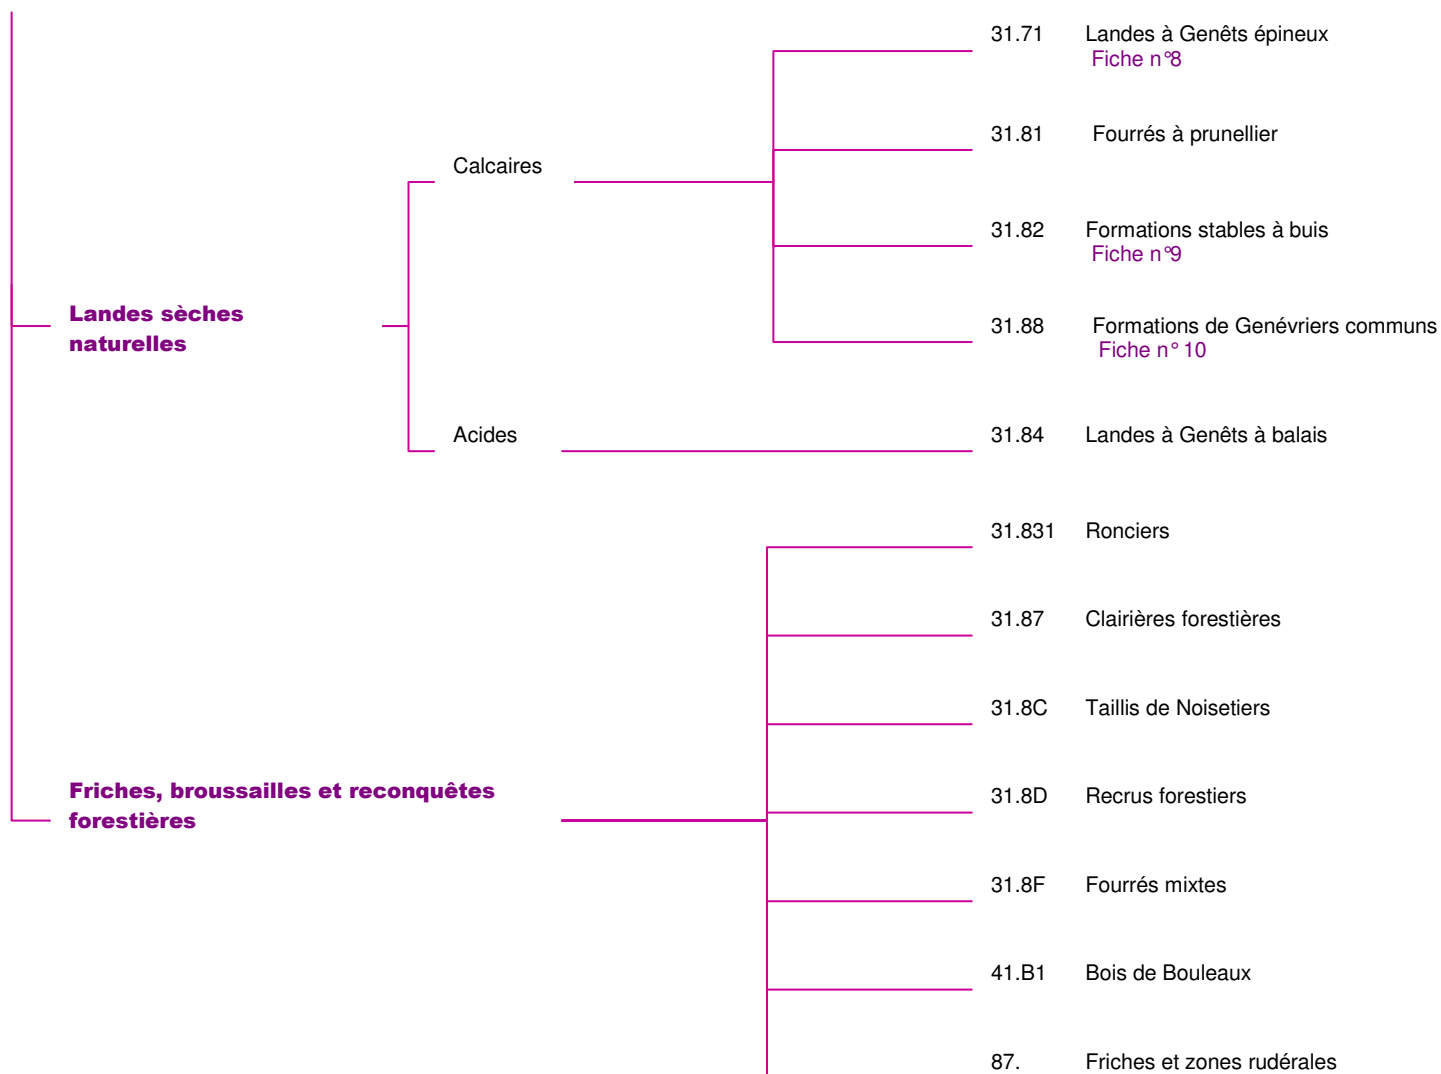 31.71 Landes à Genêts épineux
Fiche n°8
31.81 Fourrés à prunellier
Calcaires
31.82 Formations stables à buis
Fiche n°9
Landes sèches
naturelles
31.88 Formations de Genévriers communs
Fiche n° 10
Acides
31.84 Landes à Genêts à balais
31.831 Ronciers
31.87 Clairières forestières
31.8C Taillis de Noisetiers
Friches, broussailles et reconquêtes
forestières
31.8D Recrus forestiers
31.8F Fourrés mixtes
41.B1 Bois de Bouleaux
87. Friches et zones rudérales